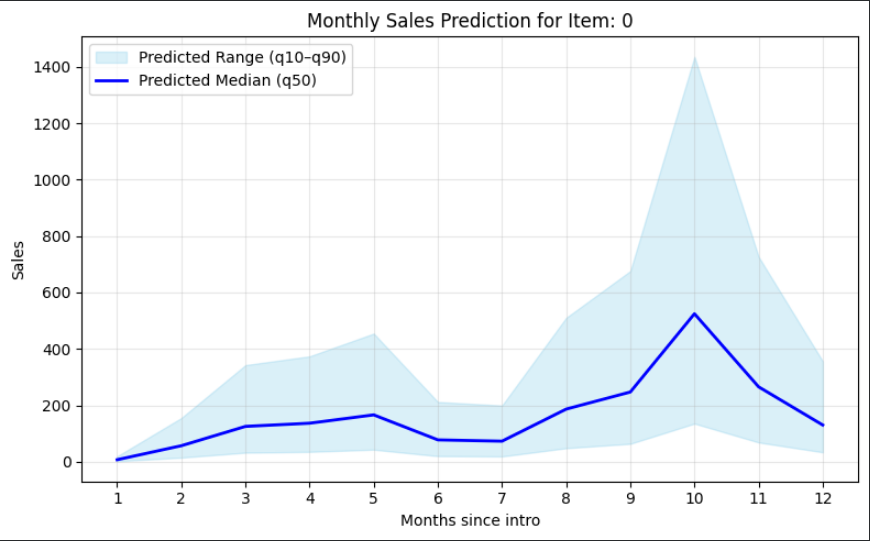 Monthly Sales Prediction for Item: 0
Predicted Range (q10–q90)
Predicted Median (q50)
Sales
1400
1200
1000
800
600
400
200
0
1 2 3 4 5 6 7 8 9 10 11 12
Months since intro